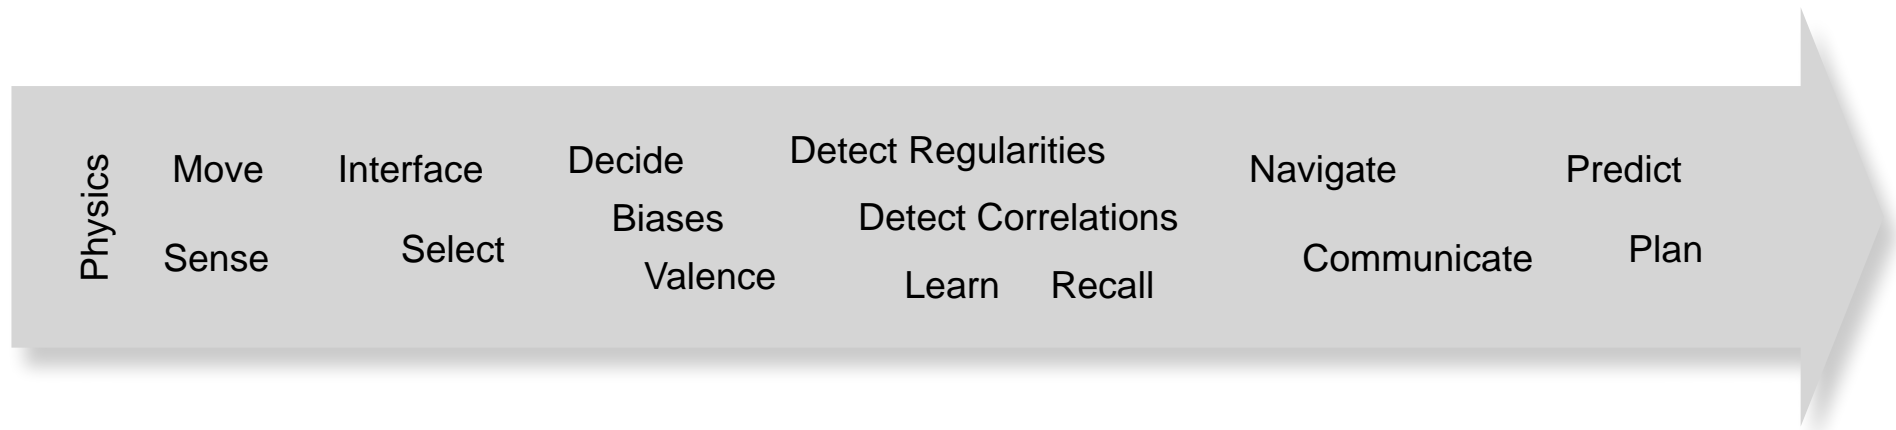 Physics
Move
Sense
Interface
Select
Decide
Biases
Valence
Detect Regularities
Detect Correlations
Learn Recall
Navigate
Communicate
Predict
Plan